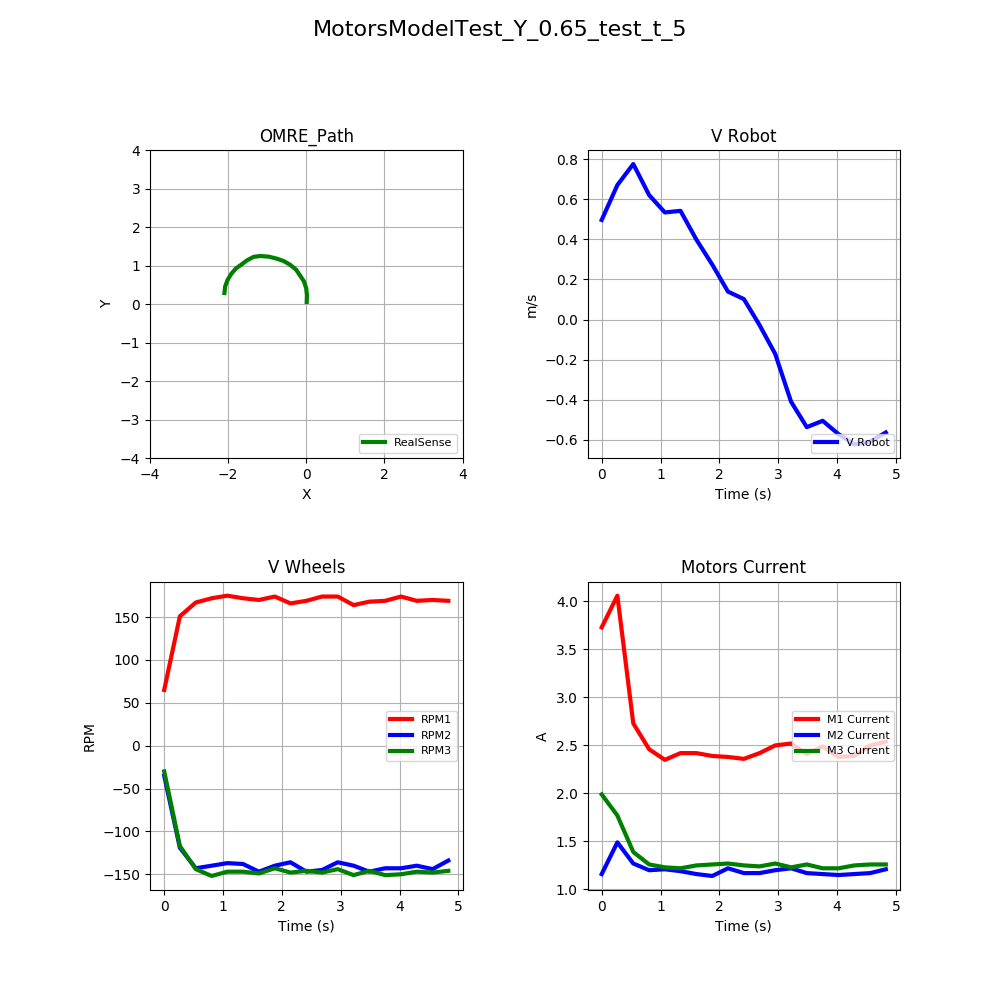 MotorsModelTest_Y_0.65_test_t_5
OMRE_Path
4
3
2
1
0
−1
−2
−3
−4
Y
−4
−2
0
2
4
X
RealSense
V Robot
0.8
0.6
0.4
0.2
0.0
−0.2
−0.4
−0.6
m/s
0
1
2
3
4
5
Time (s)
V Robot
V Wheels
150
100
50
0
−50
−100
−150
RPM
0
1
2
3
4
5
Time (s)
RPM1
RPM2
RPM3
Motors Current
4.0
3.5
3.0
2.5
2.0
1.5
1.0
A
0
1
2
3
4
5
Time (s)
M1 Current
M2 Current
M3 Current